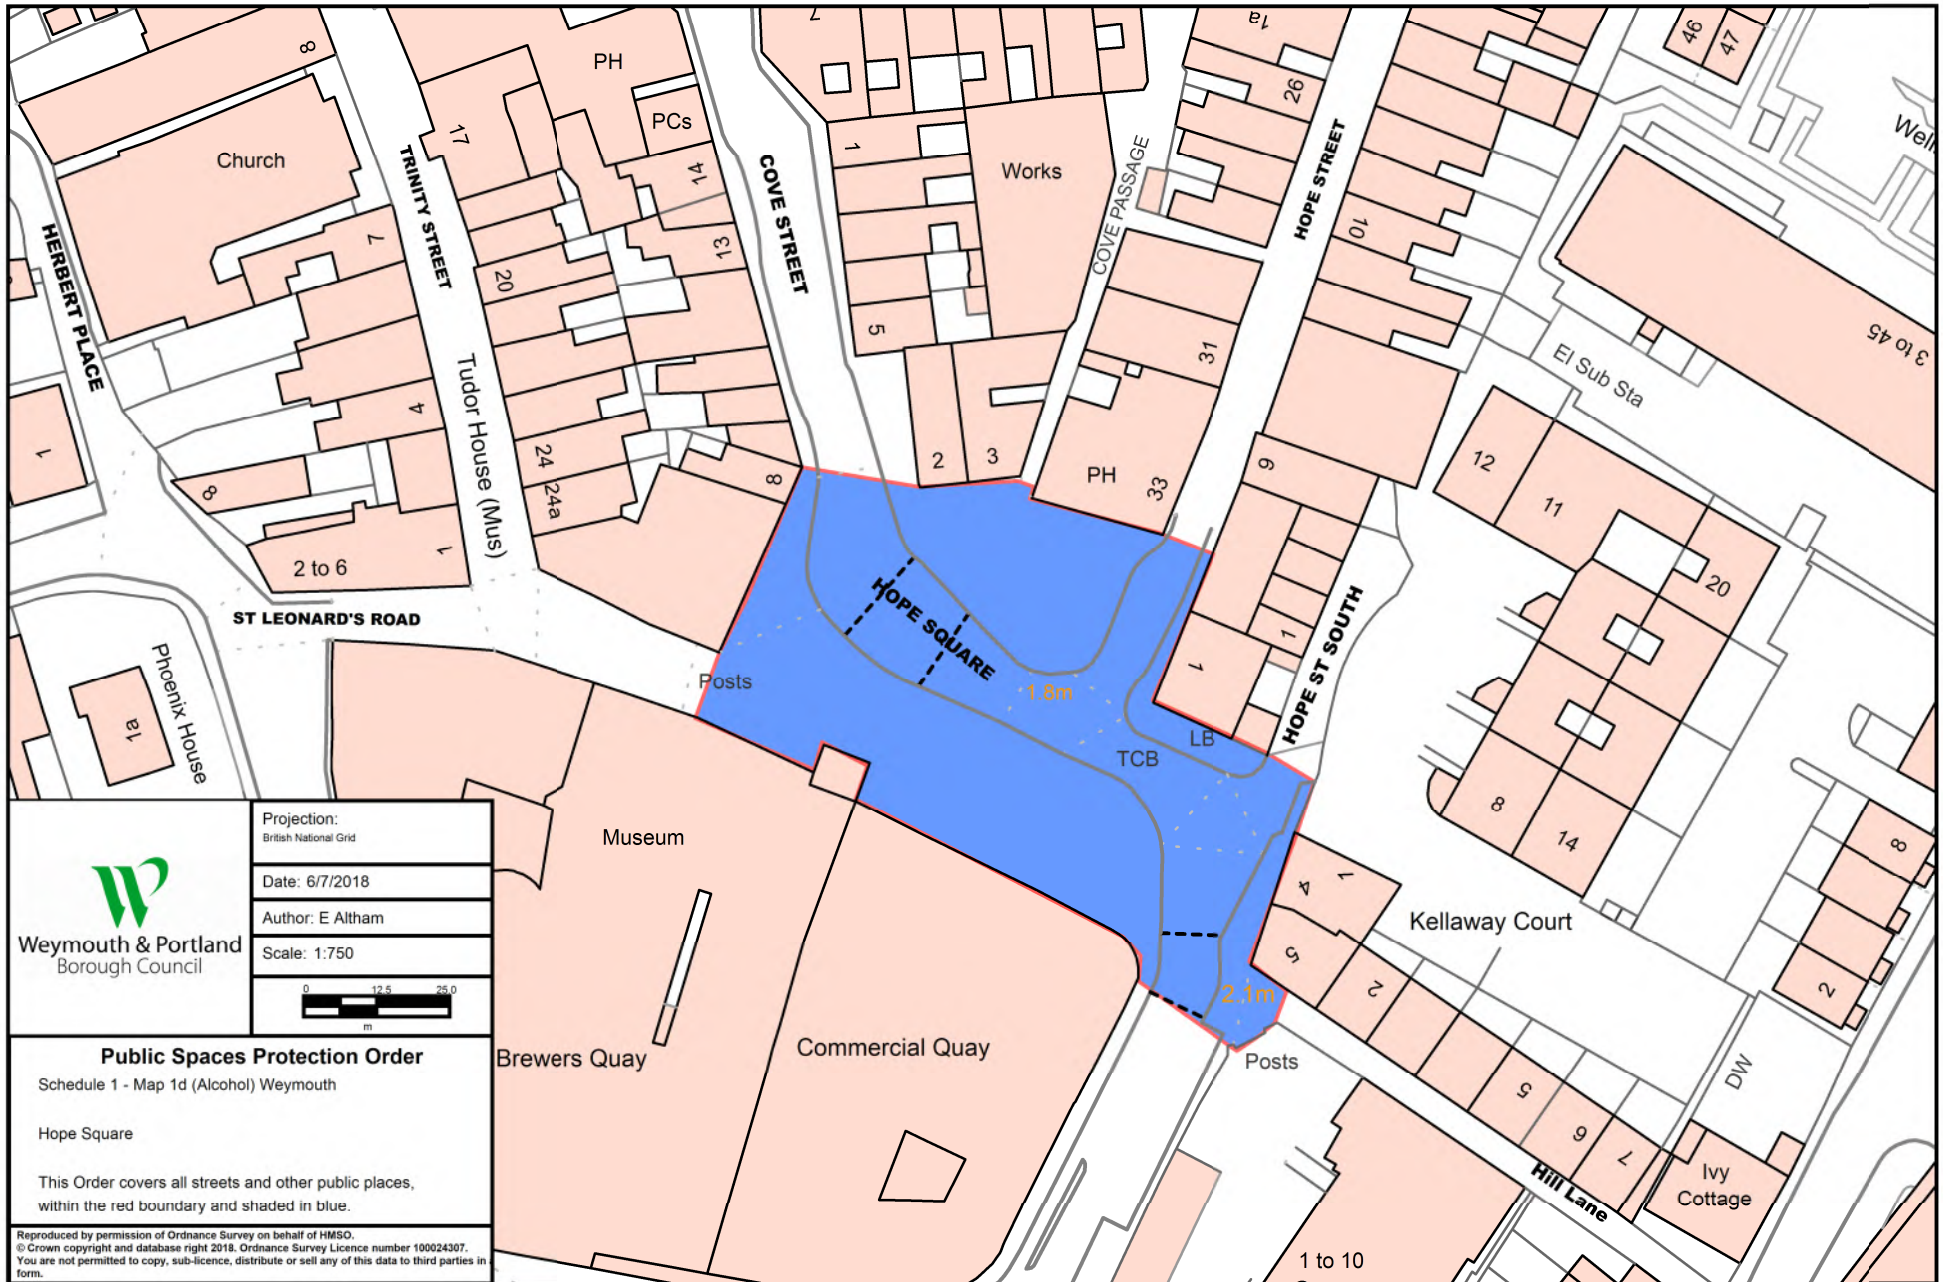 8
PH
7
1a
46
47
26
PCs
17
Church
TRINITY STREET
14
COVE STREET
1
Works
COVE PASSAGE
HOPE STREET
10
HERBERT PLACE
7
13
20
5
31
3 to 45
El Sub Sta
Tudor House (Mus)
4
1
24
24a
8
2
3
PH
33
9
12
11
20
8
2 to 6
1
ST LEONARD'S ROAD
HOPE SQUARE
1
1
HOPE ST SOUTH
Phoenix House
1a
Posts
1.8m
LB
TCB
8
14
8
2
Museum
4
1
5
2
Kellaway Court
2.1m
Brewers Quay
Commercial Quay
Posts
DW
5
6
7
Hill Lane
Ivy
Cottage
1 to 10
Weymouth & Portland
Borough Council
Projection:
British National Grid
Date: 6/7/2018
Author: E Altham
Scale: 1:750
0 12.5 25.0
m
Public Spaces Protection Order
Schedule 1 - Map 1d (Alcohol) Weymouth
Hope Square
This Order covers all streets and other public places,
within the red boundary and shaded in blue.
Reproduced by permission of Ordnance Survey on behalf of HMSO.
© Crown copyright and database right 2018. Ordnance Survey Licence number 100024307.
You are not permitted to copy, sub-licence, distribute or sell any of this data to third parties in
form.